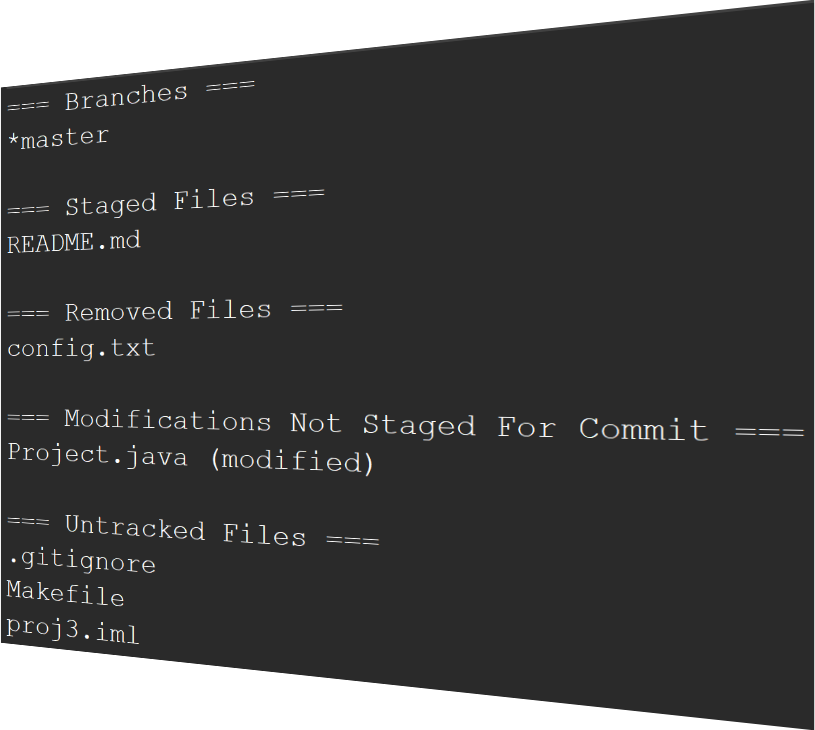 === Branches ===
*master

=== Staged Files ===
README.md

=== Removed Files ===
config.txt

=== Modifications Not Staged For Commit ===
Project.java (modified)

=== Untracked Files ===
.gitignore
Makefile
proj3.iml